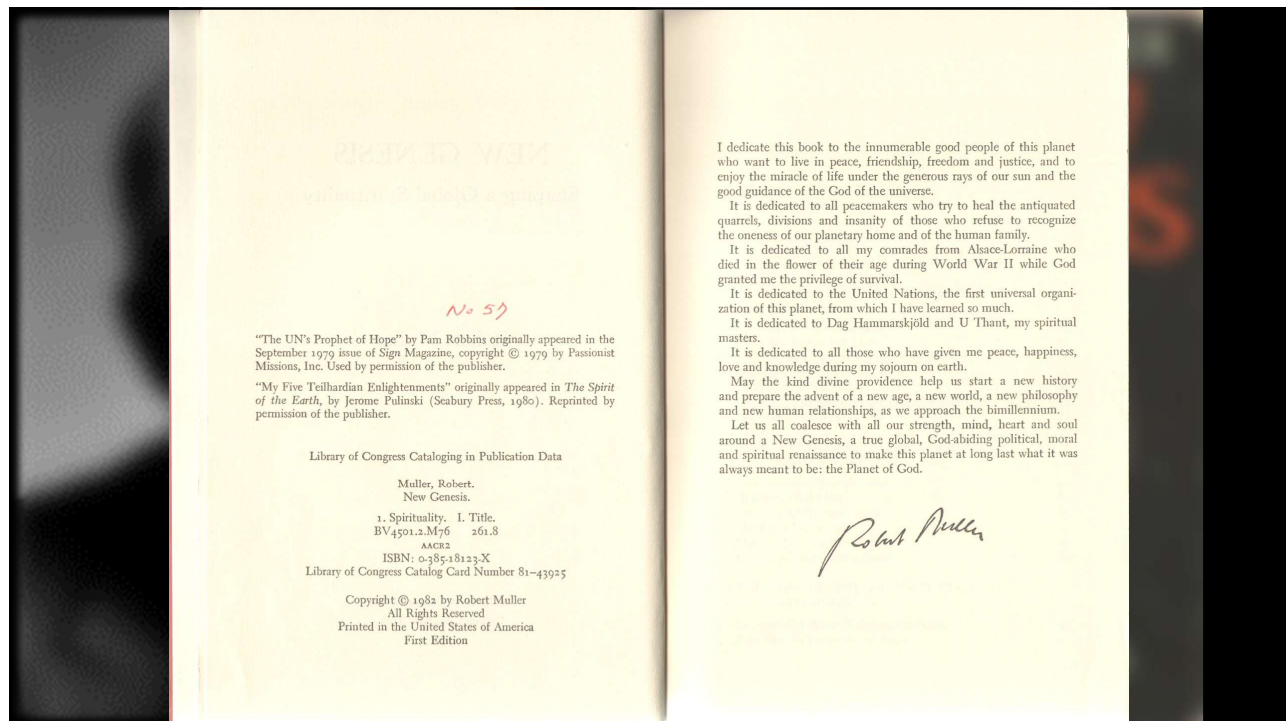 No 57
"The UN's Prophet of Hope" by Pam Robbins originally appeared in the
September 1979 issue of Sign Magazine, copyright © 1979 by Passionist
Missions, Inc. Used by permission of the publisher.
"My Five Teilhardian Enlightenments" originally appeared in The Spirit
of the Earth, by Jerome Pulinski (Seabury Press, 1980). Reprinted by
permission of the publisher.
Library of Congress Cataloging in Publication Data
Muller, Robert.
New Genesis.
1. Spirituality. I. Title.
BV4501.2.M76 261.8
AACR2
ISBN: 0-385-18123-X
Library of Congress Catalog Card Number 81–43925
Copyright © 1982 by Robert Muller
All Rights Reserved
Printed in the United States of America
First Edition
I dedicate this book to the innumerable good people of this planet
who want to live in peace, friendship, freedom and justice, and to
enjoy the miracle of life under the generous rays of our sun and the
good guidance of the God of the universe.
It is dedicated to all peacemakers who try to heal the antiquated
quarrels, divisions and insanity of those who refuse to recognize
the oneness of our planetary home and of the human family.
It is dedicated to all my comrades from Alsace-Lorraine who
died in the flower of their age during World War II while God
granted me the privilege of survival.
It is dedicated to the United Nations, the first universal organi-
zation of this planet, from which I have learned so much.
It is dedicated to Dag Hammarskjöld and U Thant, my spiritual
masters.
It is dedicated to all those who have given me peace, happiness,
love and knowledge during my sojourn on earth.
May the kind divine providence help us start a new history
and prepare the advent of a new age, a new world, a new philosophy
and new human relationships, as we approach the bimillennium.
Let us all coalesce with all our strength, mind, heart and soul
around a New Genesis, a true global, God-abiding political, moral
and spiritual renaissance to make this planet at long last what it was
always meant to be: the Planet of God.
Robert Muller